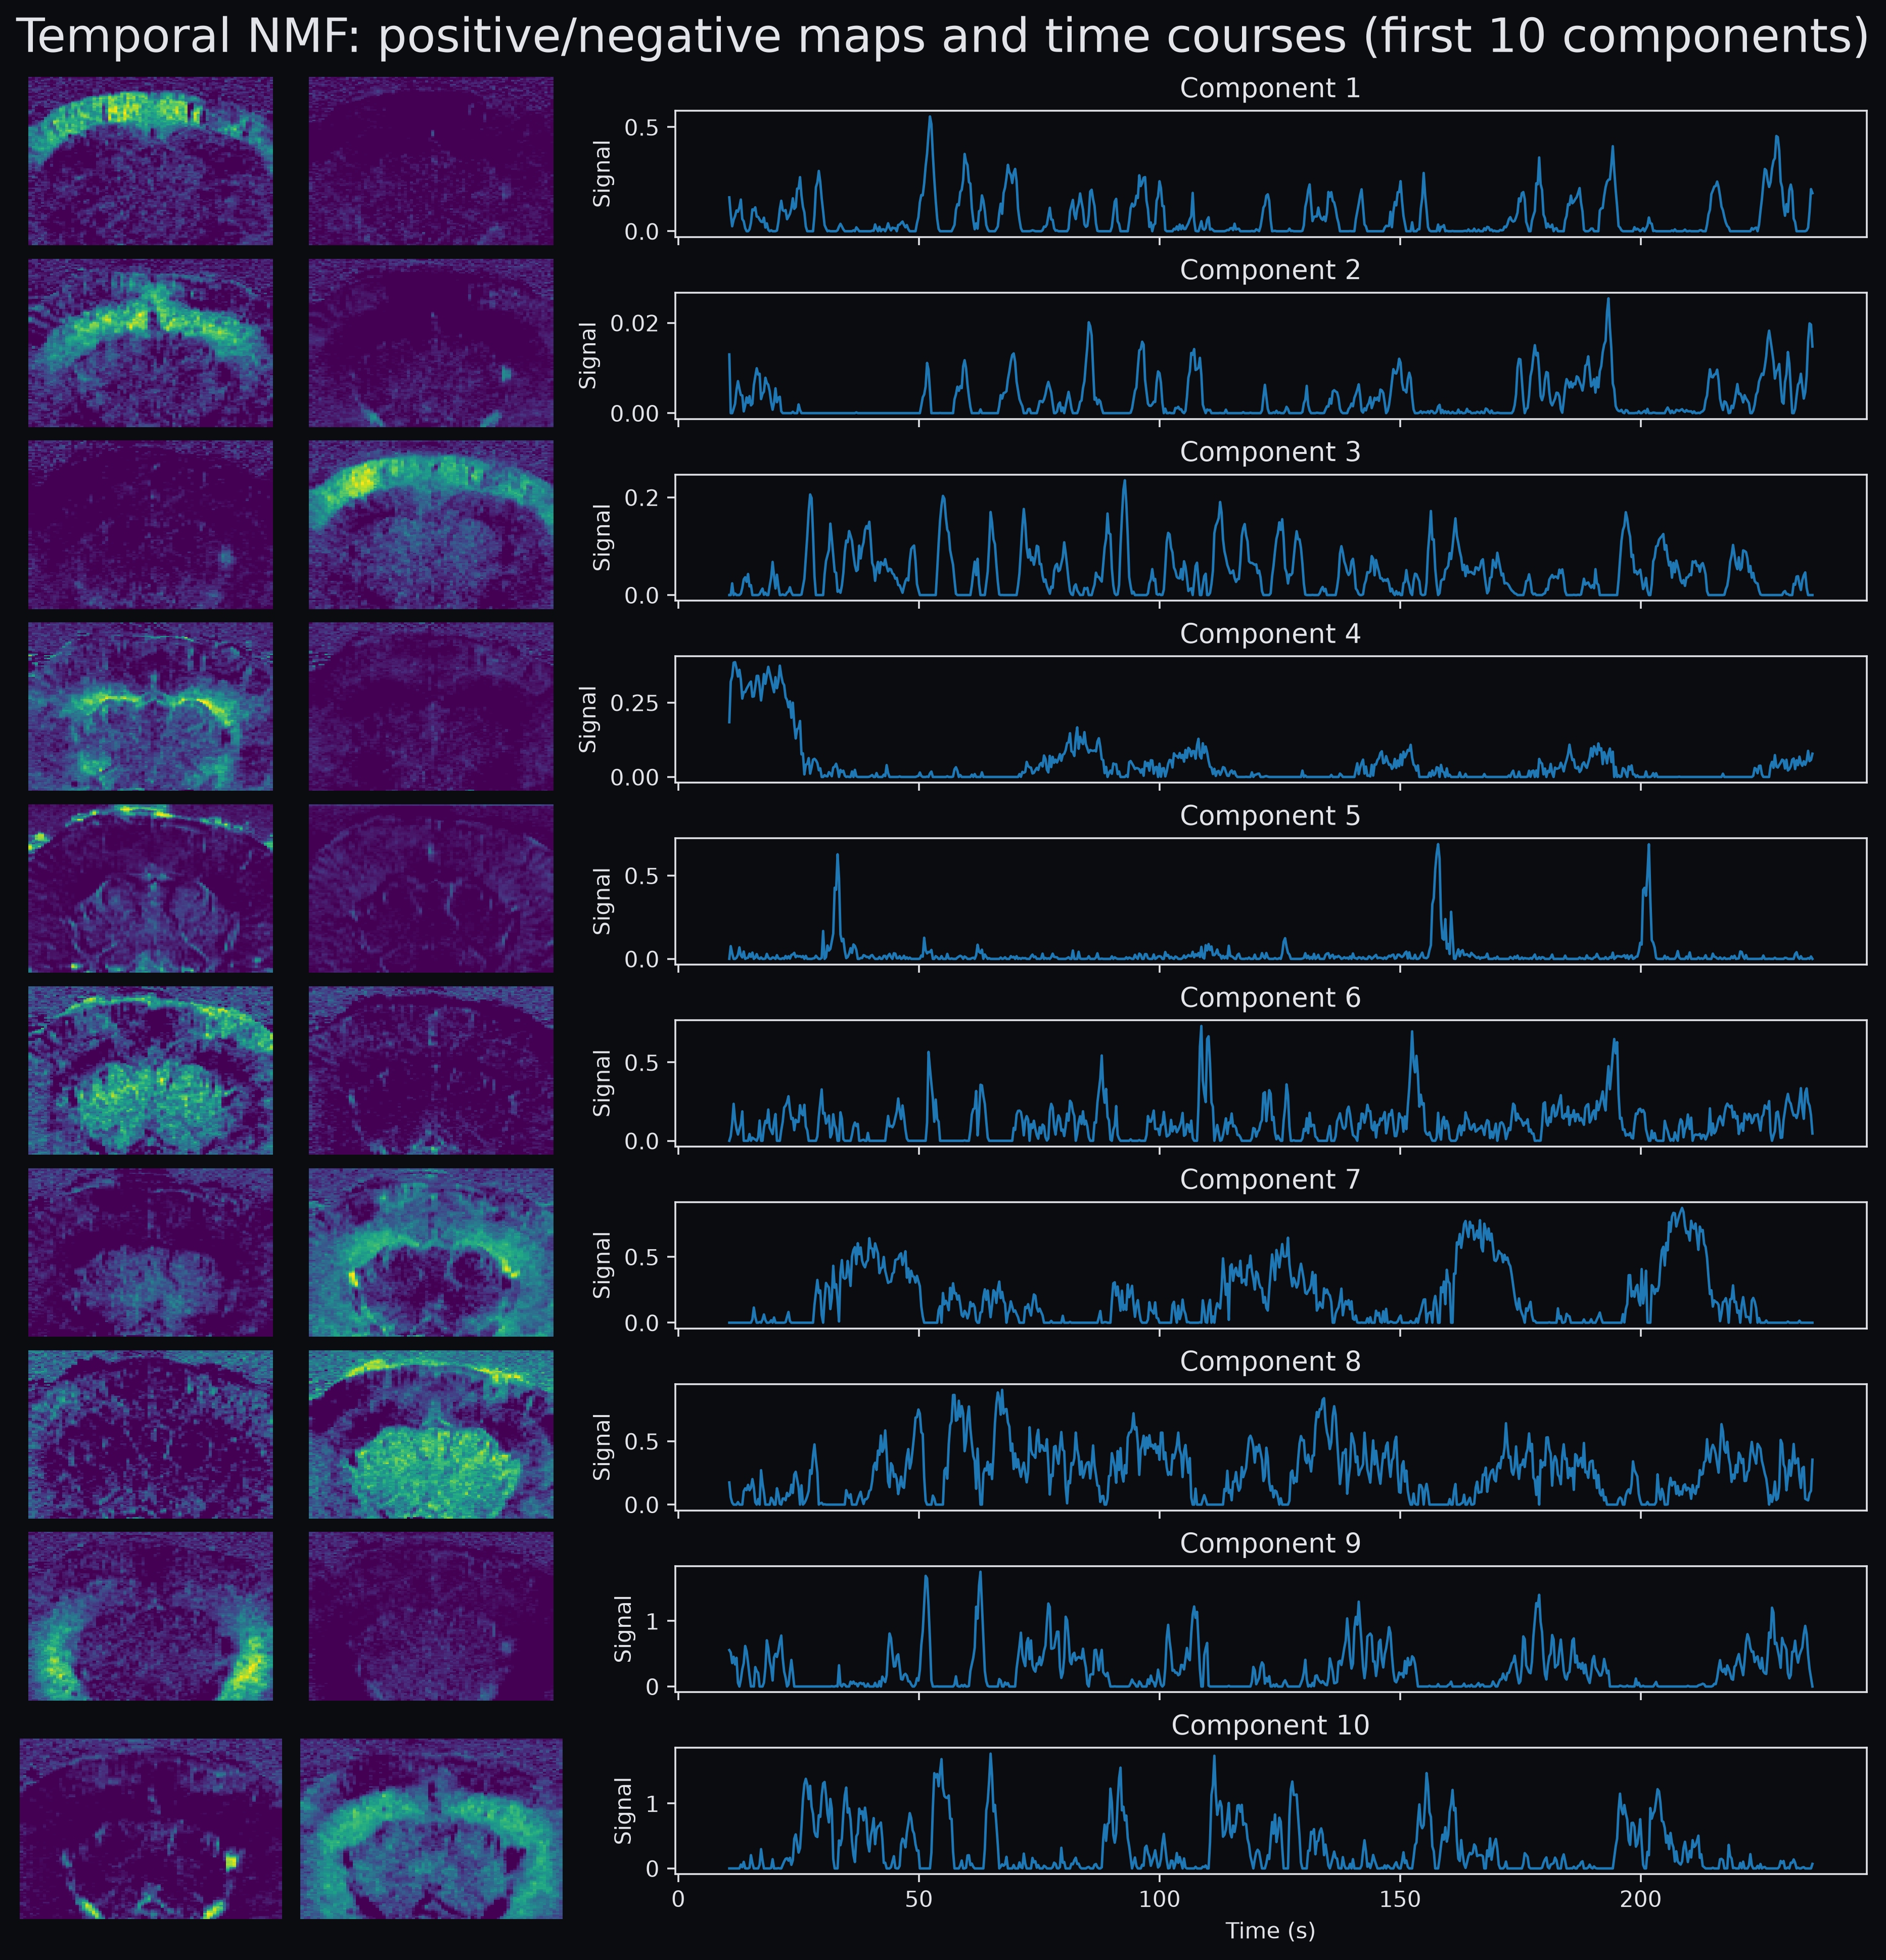 Temporal NMF: positive/negative maps and time courses (first 10 components)
Component 1
Signal
0.5
0.0
Component 2
Signal
0.02
0.00
Component 3
Signal
0.2
0.0
Component 4
Signal
0.25
0.00
Component 5
Signal
0.5
0.0
Component 6
Signal
0.5
0.0
Component 7
Signal
0.5
0.0
Component 8
Signal
0.5
0.0
Component 9
Signal
1
0
Component 10
Signal
1
0
0 50 100 150 200
Time (s)